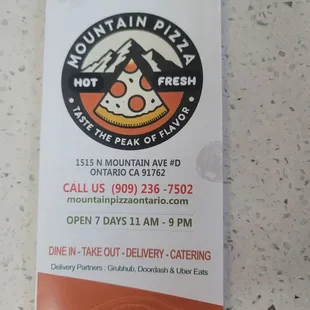 MOUNTAIN PIZZA
HOT FRESH
• TASTE THE PEAK OF FLAVOR •
1515 N MOUNTAIN AVE #D
ONTARIO CA 91762
CALL US (909) 236 -7502
mountainpizzaontario.com
OPEN 7 DAYS 11 AM - 9 PM
DINE IN - TAKE OUT - DELIVERY - CATERING
Delivery Partners : Grubhub, Doordash & Uber Eats